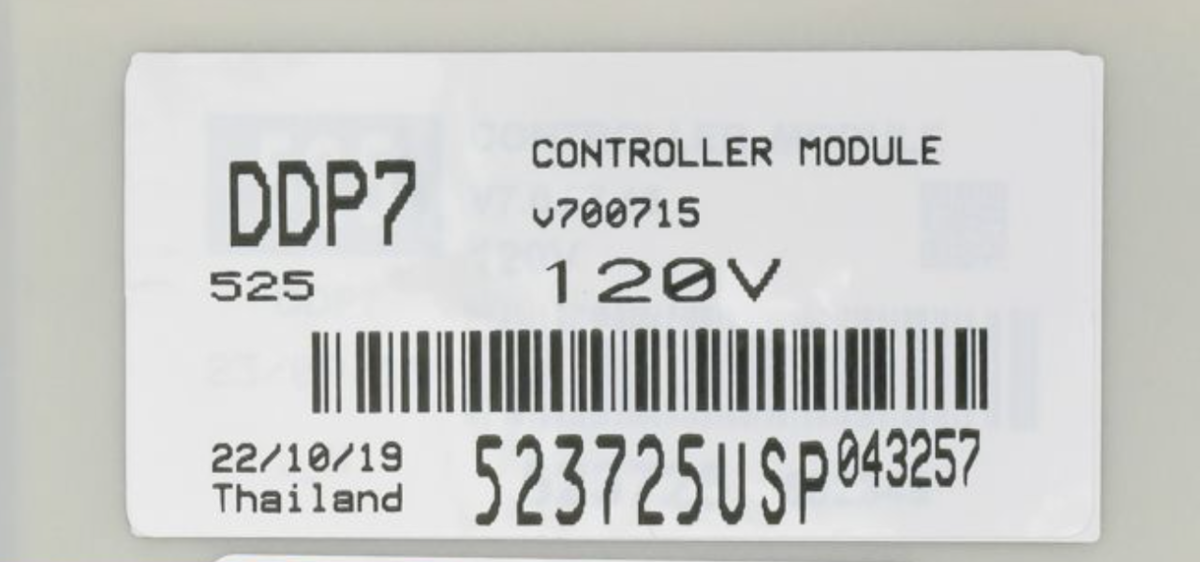 DDP7
CONTROLLER MODULE
v700715
525
120V
22/10/19
Thailand
523725USP043257